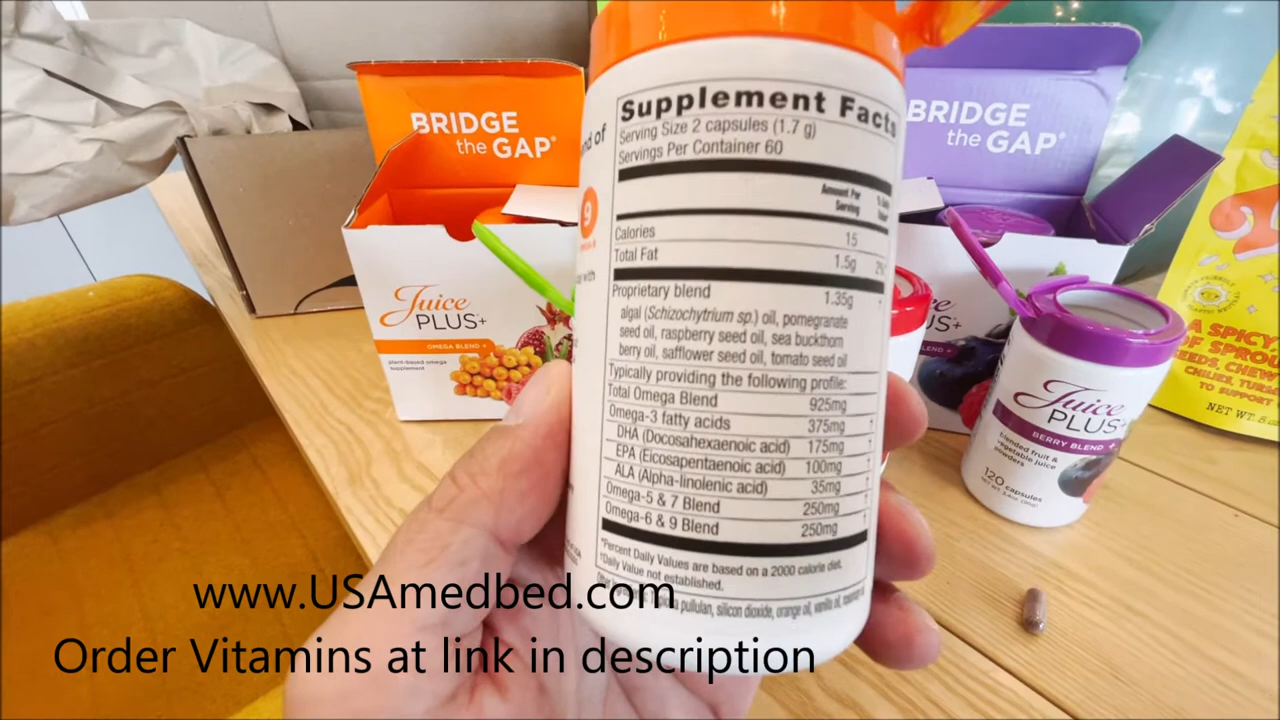 BRIDGE
the GAP®
Juice
PLUS+
OMEGA BLEND +
plant-based omega
supplement
Supplement Facts
Serving Size 2 capsules (1.7 g)
Servings Per Container 60
Amount Per
Serving
Calories 15
Total Fat 1.5g
Proprietary blend 1.35g †
algal (Schizochytrium sp.) oil, pomegranate
seed oil, raspberry seed oil, sea buckthorn
berry oil, safflower seed oil, tomato seed oil
Typically providing the following profile:
Total Omega Blend 925mg
Omega-3 fatty acids 375mg †
DHA (Docosahexaenoic acid) 175mg †
EPA (Eicosapentaenoic acid) 100mg †
ALA (Alpha-linolenic acid) 35mg †
Omega-5 & 7 Blend 250mg †
Omega-6 & 9 Blend 250mg †
*Percent Daily Values are based on a 2000 calorie diet.
†Daily Value not established.
pullulan, silicon dioxide, orange oil, vanilla oil,
BRIDGE
the GAP®
Juice
PLUS+
BERRY BLEND +
blended fruit &
vegetable juice
powders
120 capsules
A SPICY
OF SPROU
SEEDS, CHEW
TO SUPPORT
NET WT.
www.USAmedbed.com
Order Vitamins at link in description